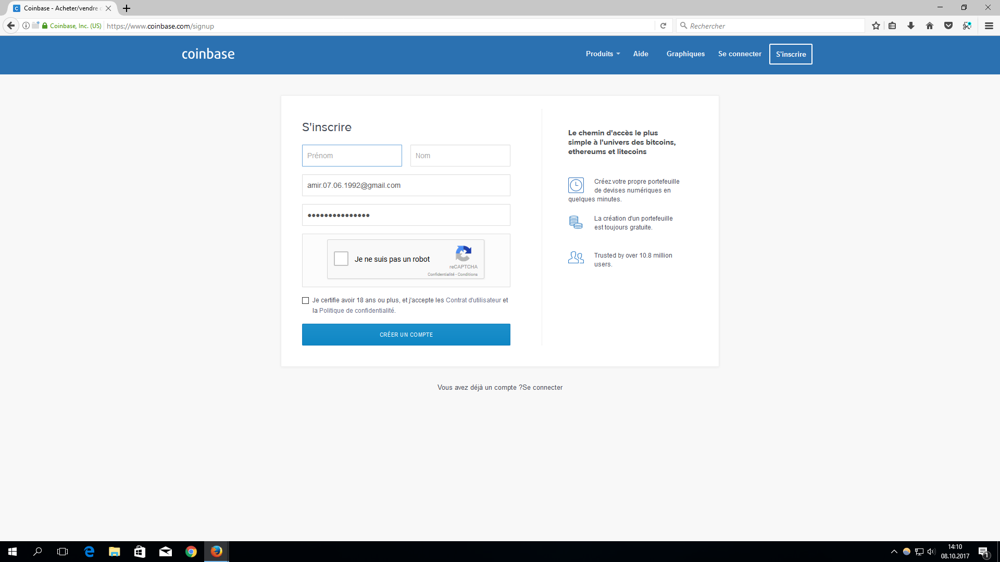 Coinbase - Acheter/vendre
Coinbase, Inc. (US)
https://www.coinbase.com/signup
Rechercher
coinbase
Produits
Aide
Graphiques
Se connecter
S'inscrire
S'inscrire
Prénom
Nom
amir.07.06.1992@gmail.com
Je ne suis pas un robot
reCAPTCHA
Confidentialité - Conditions
Je certifie avoir 18 ans ou plus, et j'accepte les Contrat d'utilisateur et
la Politique de confidentialité.
CRÉER UN COMPTE
Le chemin d'accès le plus
simple à l'univers des bitcoins,
ethereums et litecoins
Créez votre propre portefeuille
de devises numériques en
quelques minutes.
La création d'un portefeuille
est toujours gratuite.
Trusted by over 10.8 million
users.
Vous avez déjà un compte ?Se connecter
14:10
08.10.2017
1